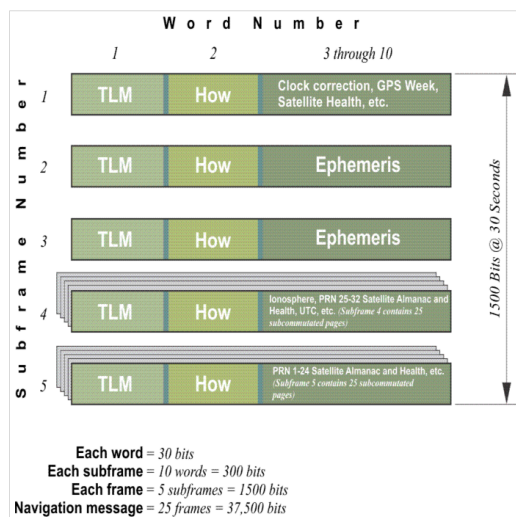 Word Number
1 2 3 through 10
Subframe Number
1 TLM How Clock correction, GPS Week,
Satellite Health, etc.
2 TLM How Ephemeris
3 TLM How Ephemeris
4 TLM How Ionosphere, PRN 25-32 Satellite Almanac and
Health, UTC, etc. (Subframe 4 contains 25
subcommutated pages)
5 TLM How PRN 1-24 Satellite Almanac and Health, etc.
(Subframe 5 contains 25 subcommutated
pages)
1500 Bits @ 30 Seconds
Each word = 30 bits
Each subframe = 10 words = 300 bits
Each frame = 5 subframes = 1500 bits
Navigation message = 25 frames = 37,500 bits